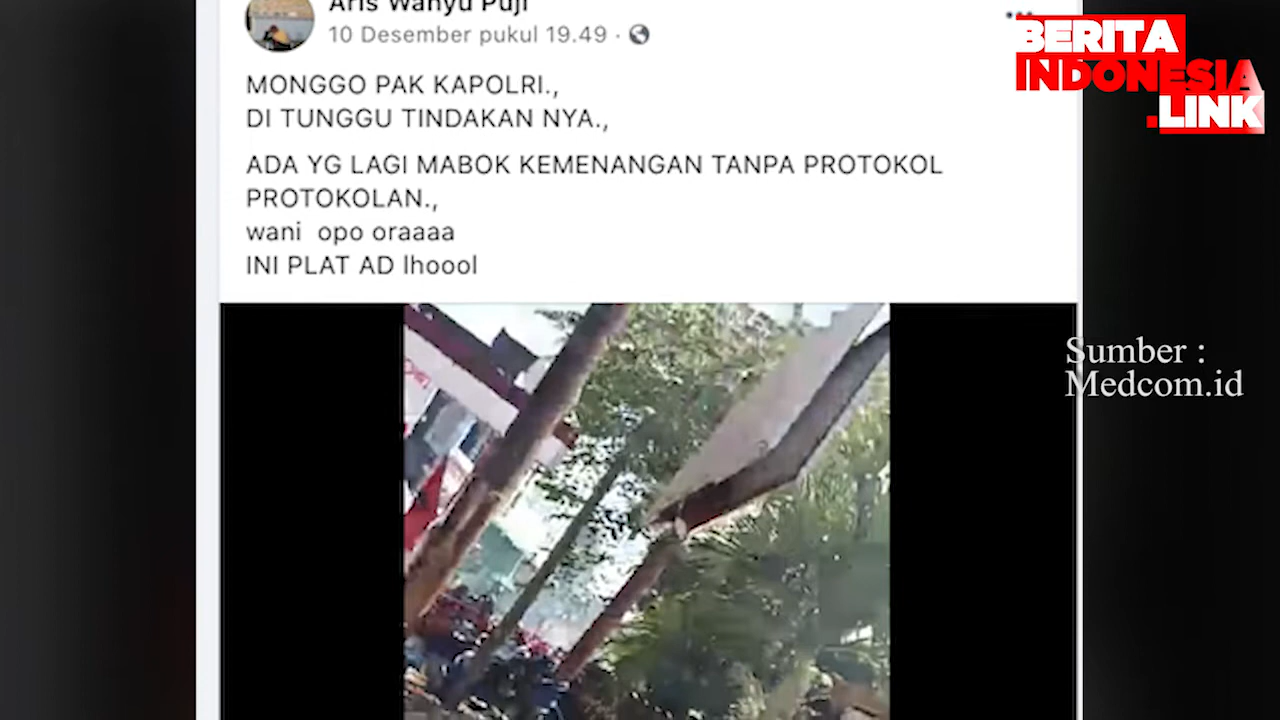 Aris Wahyu Puji
10 Desember pukul 19.49 ·
MONGGO PAK KAPOLRI.,
DI TUNGGU TINDAKAN NYA.,
ADA YG LAGI MABOK KEMENANGAN TANPA PROTOKOL
PROTOKOLAN.,
wani opo oraaaa
INI PLAT AD lhoool
BERITA
INDONESIA
.LINK
Sumber :
Medcom.id